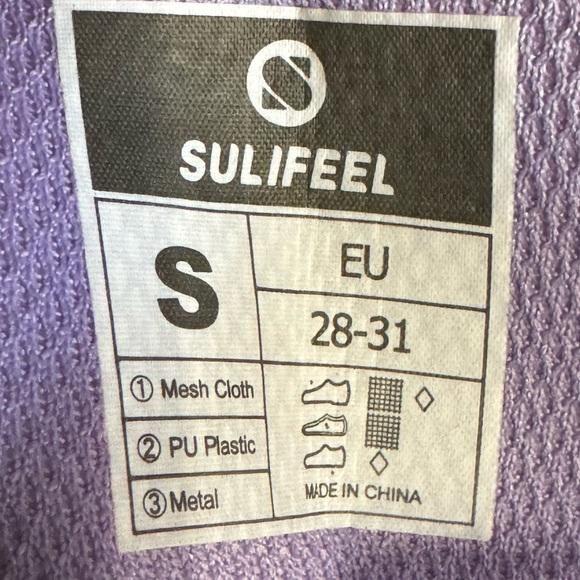 SULIFEEL
S
EU
28-31
① Mesh Cloth
② PU Plastic
③ Metal
MADE IN CHINA